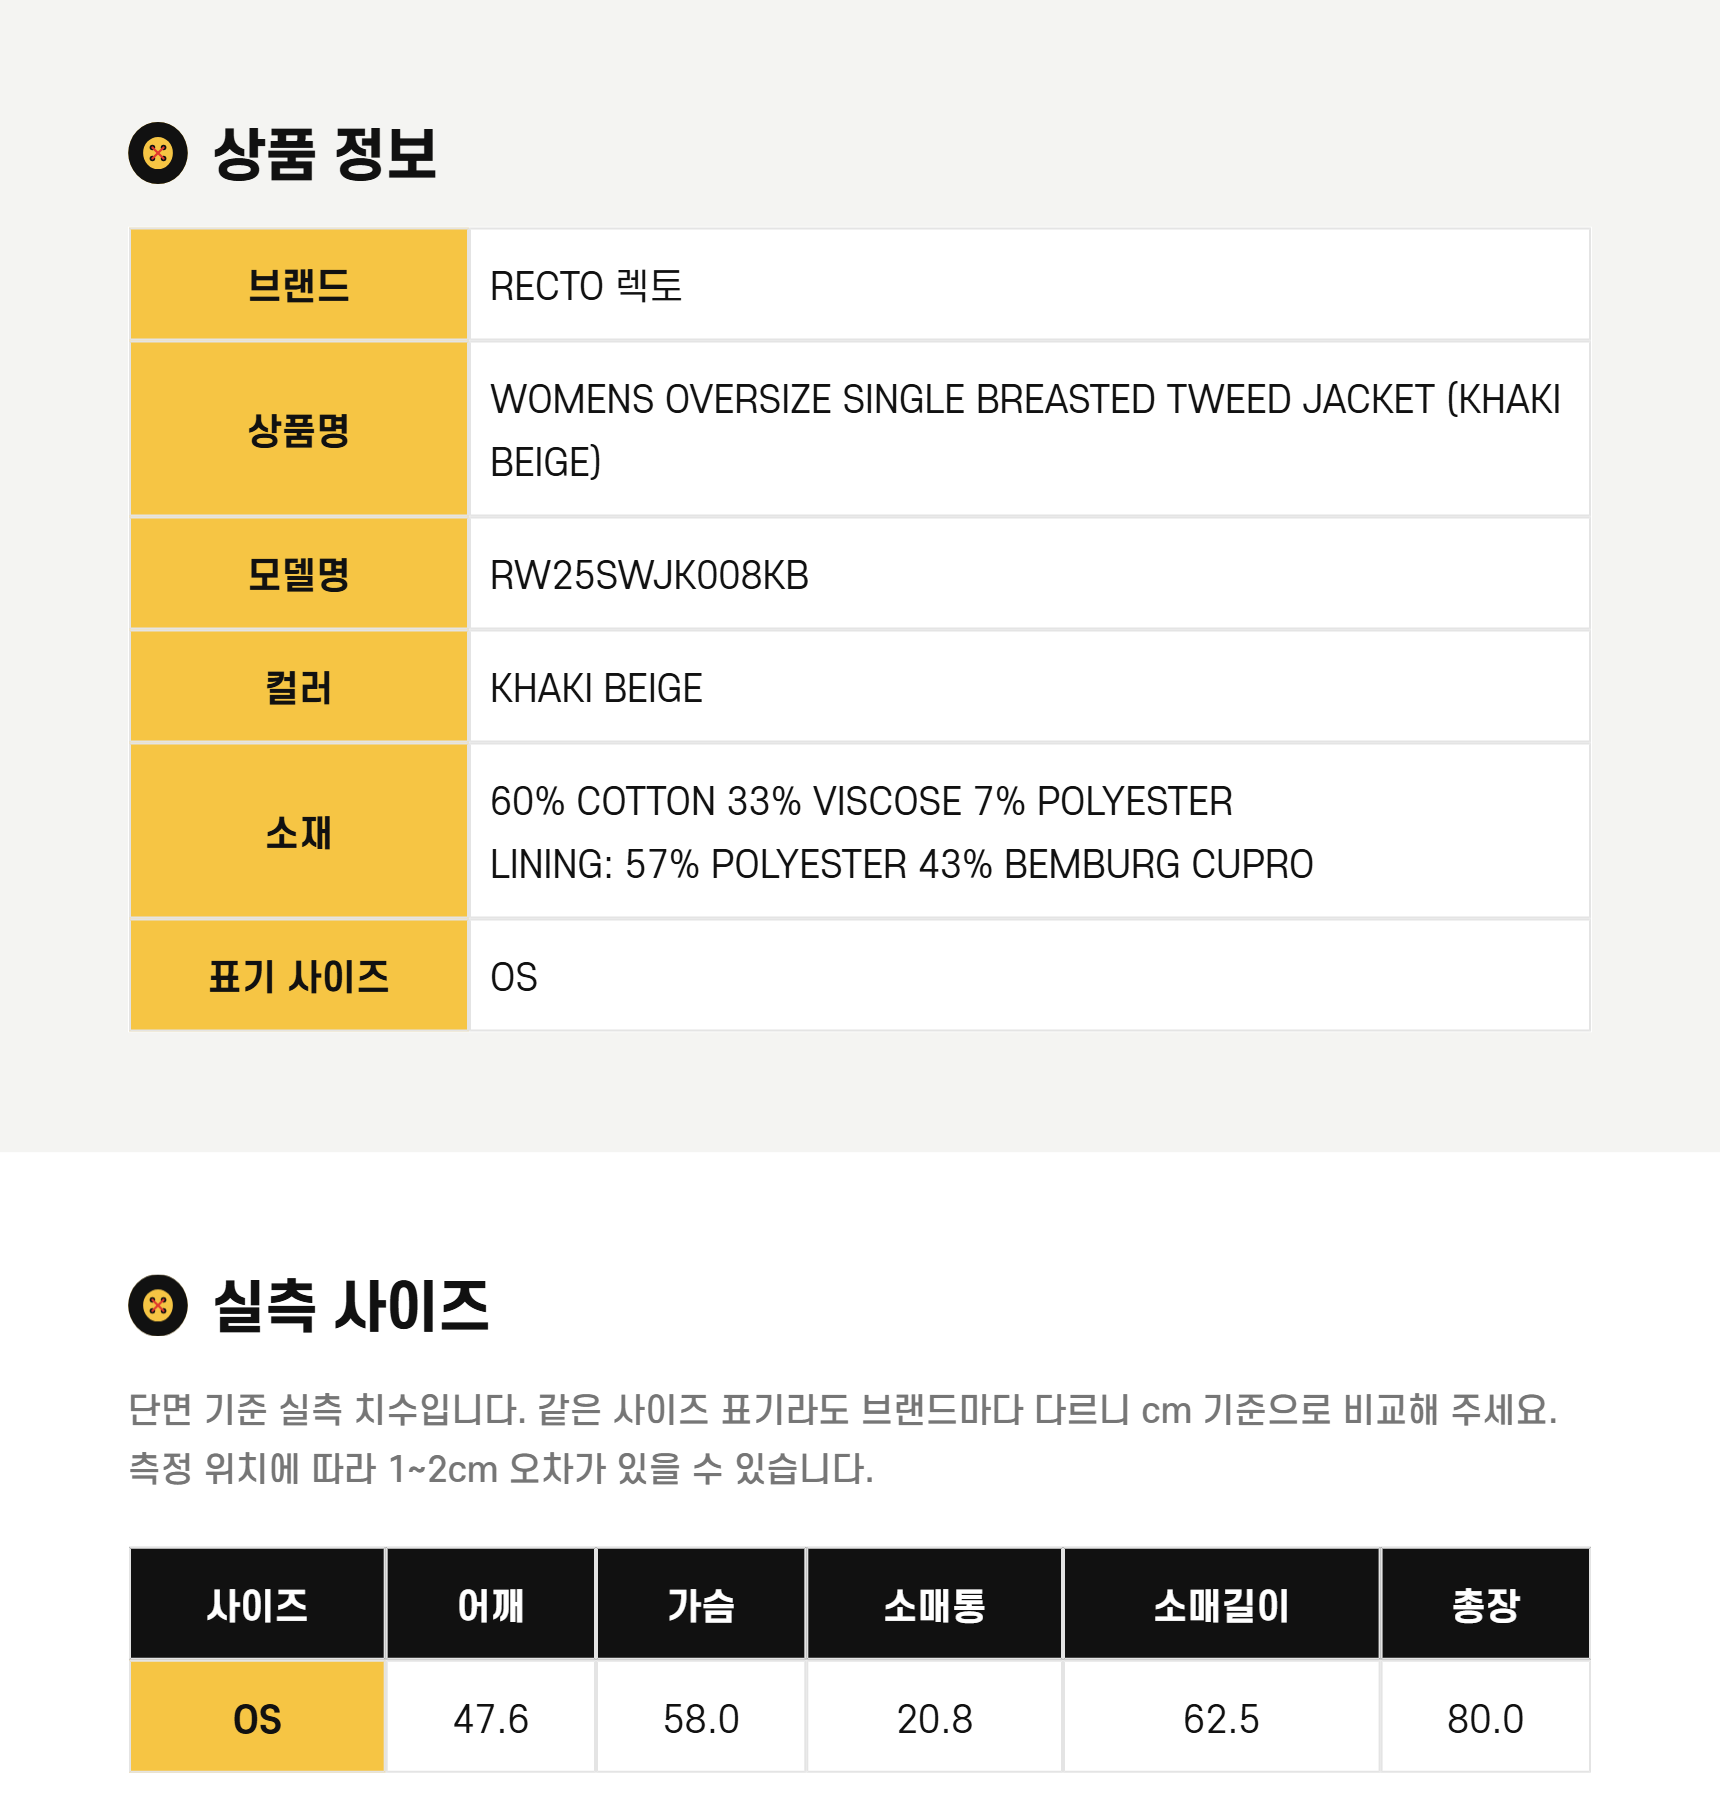 상품 정보
브랜드 RECTO 렉토
상품명 WOMENS OVERSIZE SINGLE BREASTED TWEED JACKET (KHAKI
BEIGE)
모델명 RW25SWJK008KB
컬러 KHAKI BEIGE
소재 60% COTTON 33% VISCOSE 7% POLYESTER
LINING: 57% POLYESTER 43% BEMBURG CUPRO
표기 사이즈 OS
실측 사이즈
단면 기준 실측 치수입니다. 같은 사이즈 표기라도 브랜드마다 다르니 cm 기준으로 비교해 주세요.
측정 위치에 따라 1~2cm 오차가 있을 수 있습니다.
사이즈 어깨 가슴 소매통 소매길이 총장
OS 47.6 58.0 20.8 62.5 80.0